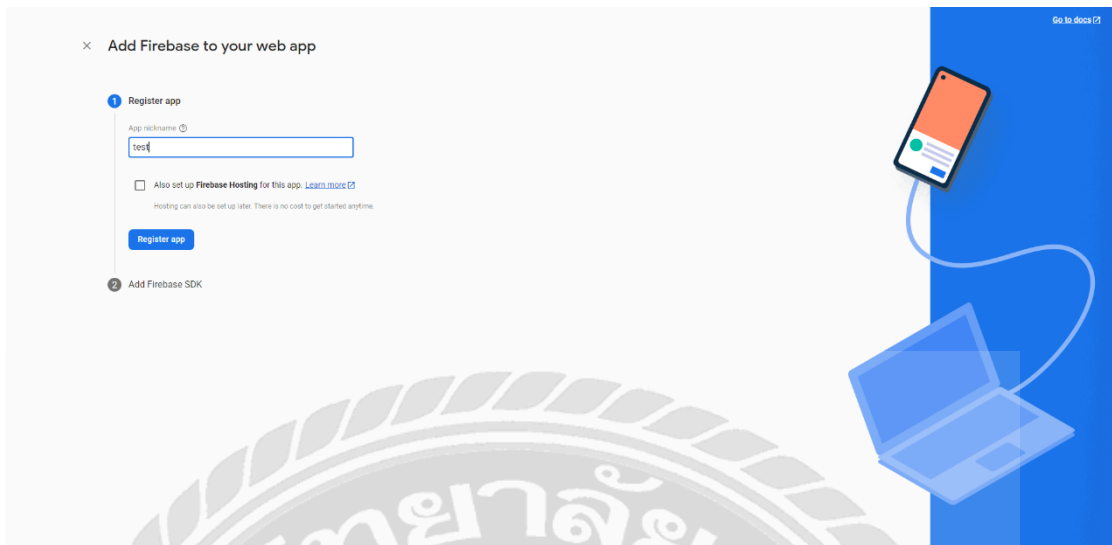 Go to docs
Add Firebase to your web app
1 Register app
App nickname
test
Also set up Firebase Hosting for this app. Learn more
Hosting can also be set up later. There is no cost to get started anytime.
Register app
2 Add Firebase SDK